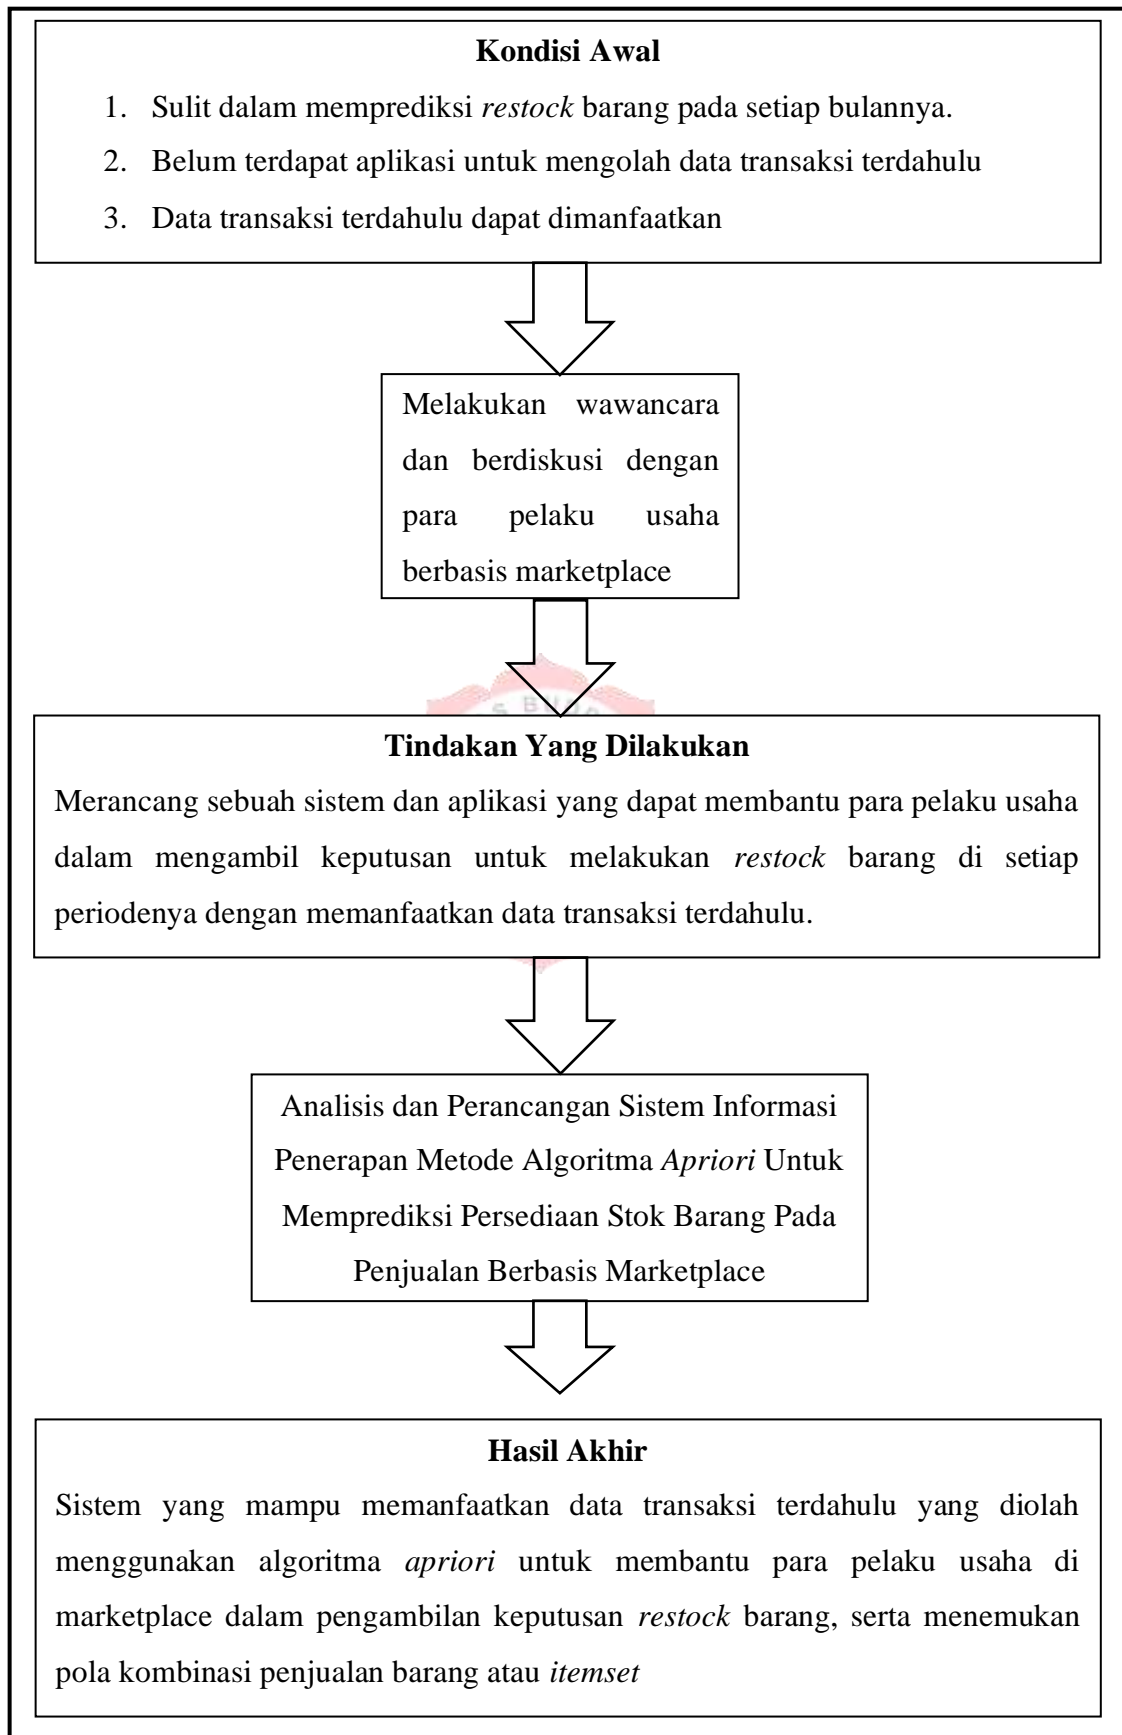 Kondisi Awal
1. Sulit dalam memprediksi restock barang pada setiap bulannya.
2. Belum terdapat aplikasi untuk mengolah data transaksi terdahulu
3. Data transaksi terdahulu dapat dimanfaatkan
Melakukan wawancara
dan berdiskusi dengan
para pelaku usaha
berbasis marketplace
Tindakan Yang Dilakukan
Merancang sebuah sistem dan aplikasi yang dapat membantu para pelaku usaha
dalam mengambil keputusan untuk melakukan restock barang di setiap
periodenya dengan memanfaatkan data transaksi terdahulu.
Analisis dan Perancangan Sistem Informasi
Penerapan Metode Algoritma Apriori Untuk
Memprediksi Persediaan Stok Barang Pada
Penjualan Berbasis Marketplace
Hasil Akhir
Sistem yang mampu memanfaatkan data transaksi terdahulu yang diolah
menggunakan algoritma apriori untuk membantu para pelaku usaha di
marketplace dalam pengambilan keputusan restock barang, serta menemukan
pola kombinasi penjualan barang atau itemset